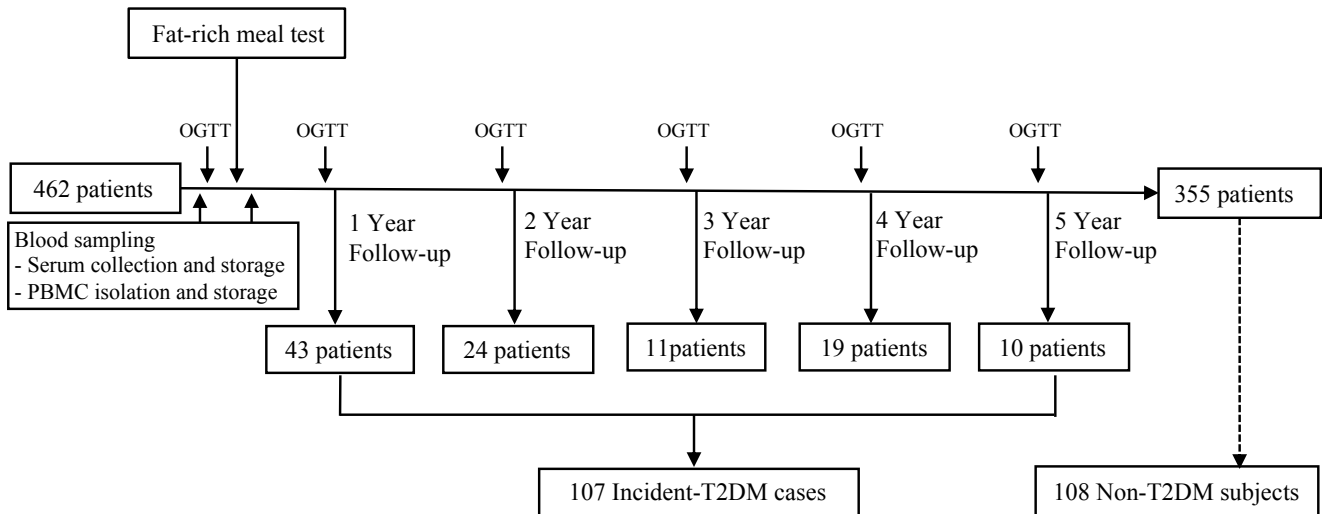 Fat-rich meal test
OGTT
OGTT
OGTT
OGTT
OGTT
OGTT
462 patients
355 patients
Blood sampling
- Serum collection and storage
- PBMC isolation and storage
1 Year
Follow-up
2 Year
Follow-up
3 Year
Follow-up
4 Year
Follow-up
5 Year
Follow-up
43 patients
24 patients
11patients
19 patients
10 patients
107 Incident-T2DM cases
108 Non-T2DM subjects